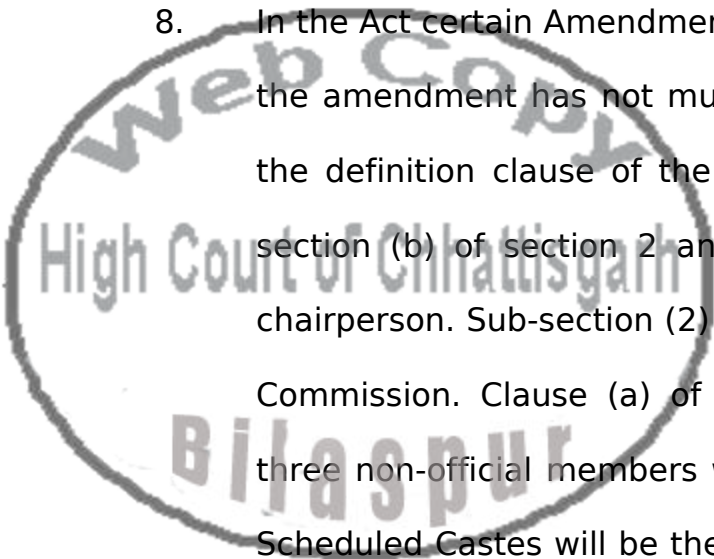 8. In the Act certain Amendmen
the amendment has not mu
the definition clause of the
section (b) of section 2 an
chairperson. Sub-section (2)
Commission. Clause (a) of
three non-official members
Scheduled Castes will be the
Web Copy
High Court of Chhattisgarh
Bilaspur